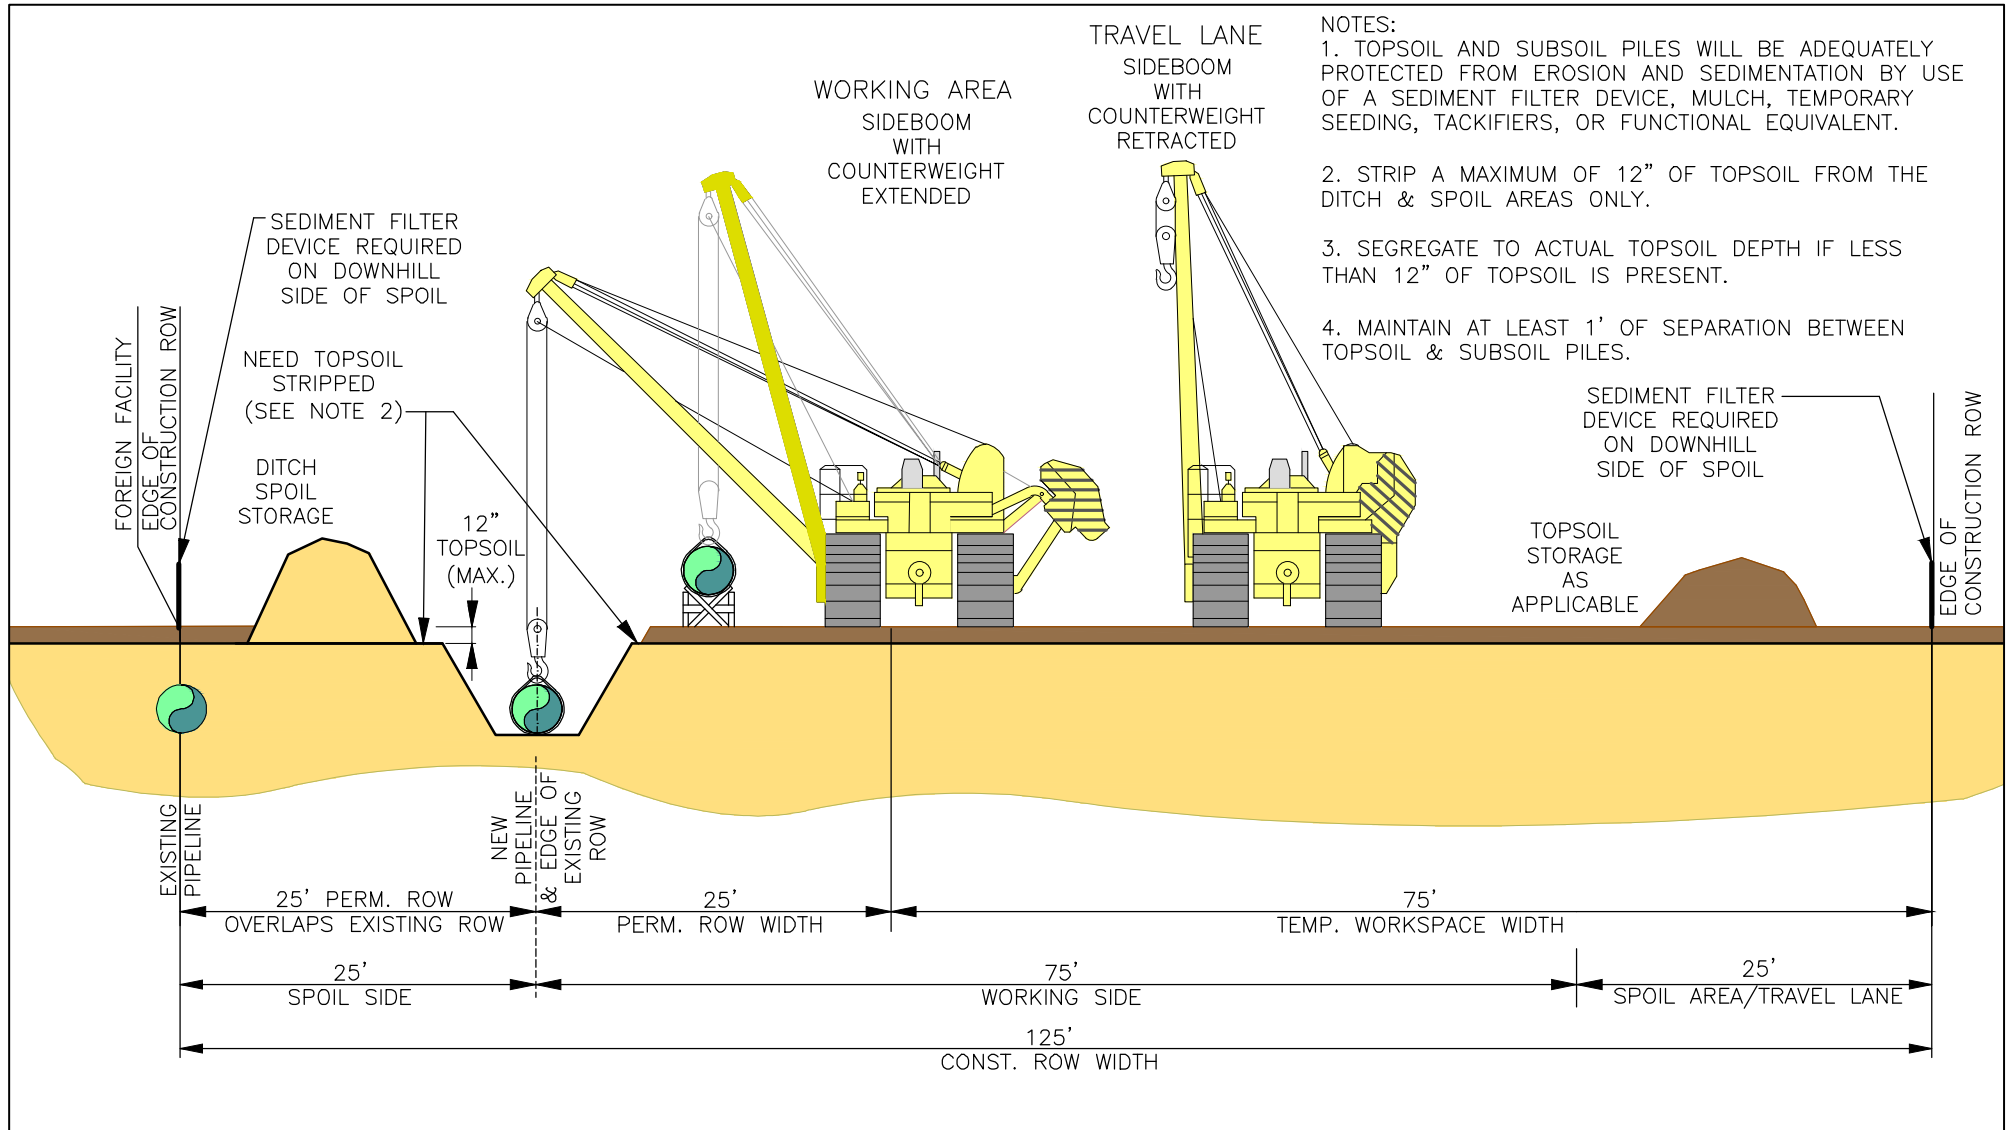 TRAVEL LANE
SIDEBOOM
WITH
COUNTERWEIGHT
RETRACTED
WORKING AREA
SIDEBOOM
WITH
COUNTERWEIGHT
EXTENDED
NOTES:
1. TOPSOIL AND SUBSOIL PILES WILL BE ADEQUATELY
PROTECTED FROM EROSION AND SEDIMENTATION BY USE
OF A SEDIMENT FILTER DEVICE, MULCH, TEMPORARY
SEEDING, TACKIFIERS, OR FUNCTIONAL EQUIVALENT.
2. STRIP A MAXIMUM OF 12” OF TOPSOIL FROM THE
DITCH & SPOIL AREAS ONLY.
3. SEGREGATE TO ACTUAL TOPSOIL DEPTH IF LESS
THAN 12” OF TOPSOIL IS PRESENT.
4. MAINTAIN AT LEAST 1’ OF SEPARATION BETWEEN
TOPSOIL & SUBSOIL PILES.
SEDIMENT FILTER
DEVICE REQUIRED
ON DOWNHILL
SIDE OF SPOIL
FOREIGN FACILITY
EDGE OF
CONSTRUCTION ROW
NEED TOPSOIL
STRIPPED
(SEE NOTE 2)
DITCH
SPOIL
STORAGE
12”
TOPSOIL
(MAX.)
SEDIMENT FILTER
DEVICE REQUIRED
ON DOWNHILL
SIDE OF SPOIL
TOPSOIL
STORAGE
AS
APPLICABLE
EDGE OF
CONSTRUCTION ROW
EXISTING
PIPELINE
NEW
PIPELINE
& EDGE OF
EXISTING
ROW
25’ PERM. ROW
OVERLAPS EXISTING ROW
25’
PERM. ROW WIDTH
75’
TEMP. WORKSPACE WIDTH
25’
SPOIL SIDE
75’
WORKING SIDE
25’
SPOIL AREA/TRAVEL LANE
125’
CONST. ROW WIDTH